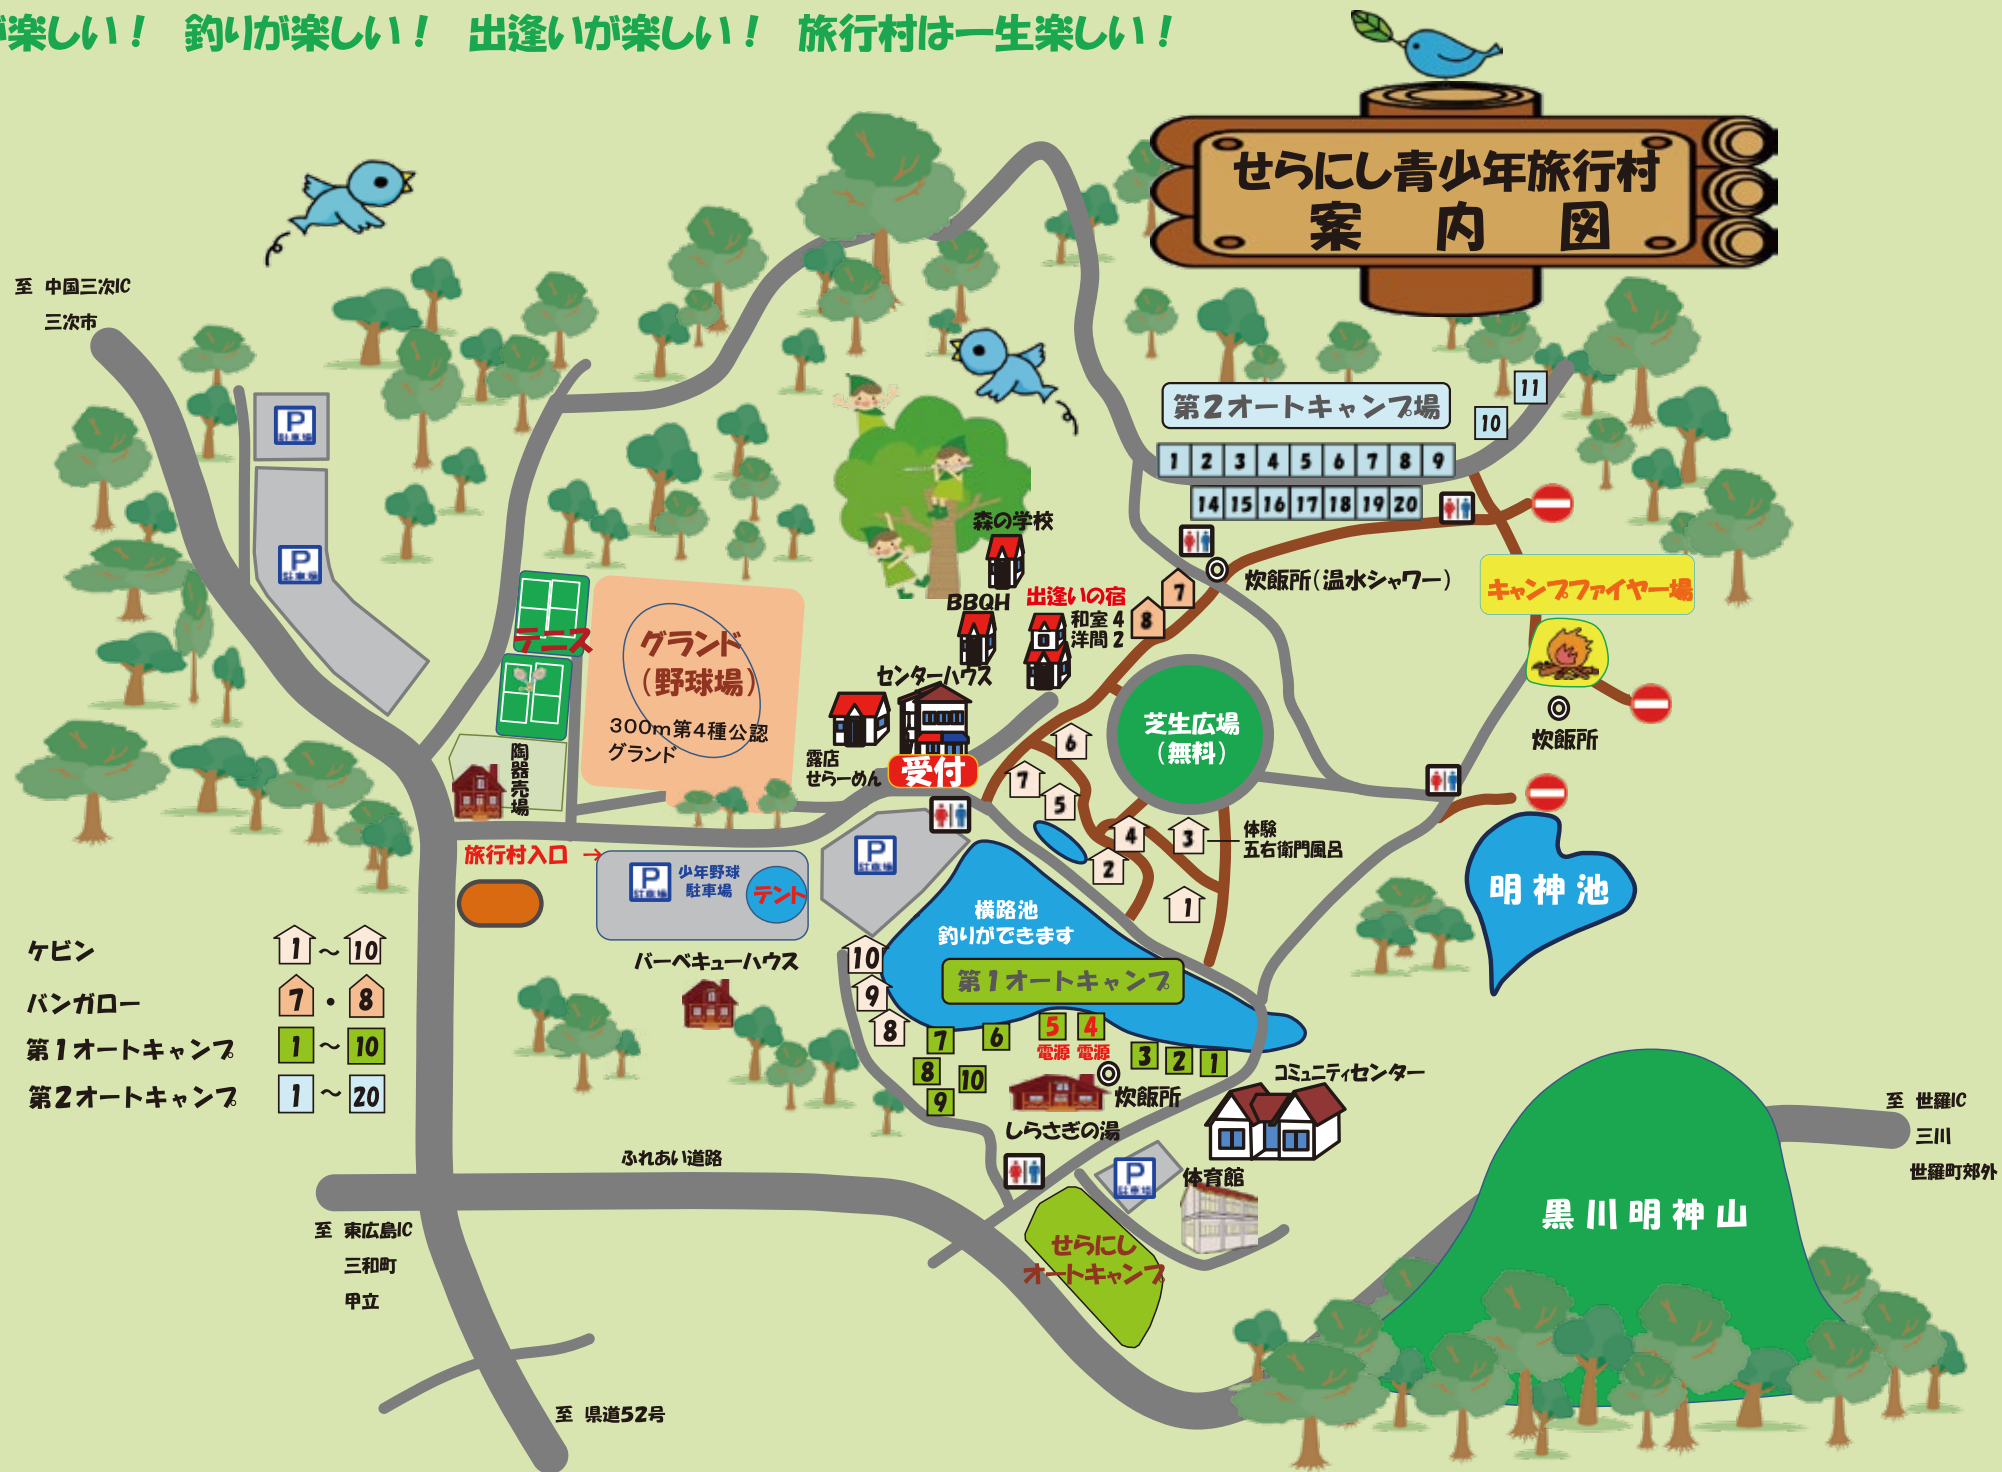 が楽しい！ 釣りが楽しい！ 出逢いが楽しい！ 旅行村は一生楽しい！
せらにし青少年旅行村
案 内 図
至 中国三次IC
三次市
P
駐車場
P
駐車場
第2オートキャンプ場
11
10
1 2 3 4 5 6 7 8 9
14 15 16 17 18 19 20
森の学校
BBQH
出逢いの宿
和室 4
洋間 2
7
8
炊飯所(温水シャワー)
キャンプファイヤー場
炊飯所
テニス
グランド
(野球場)
300m第4種公認
グランド
センターハウス
露店
せらーめん
受付
芝生広場
(無料)
陶器売場
6
7
5
4
3
2
1
体験
五右衛門風呂
明神池
旅行村入口 →
P
駐車場
少年野球
駐車場
テント
P
駐車場
バーベキューハウス
横路池
釣りができます
第1オートキャンプ
10
9
8
7
6
5
電源
4
電源
3
2
1
8
10
9
炊飯所
しらさぎの湯
コミュニティセンター
P
駐車場
体育館
せらにし
オートキャンプ
ケビン 1 ～ 10
バンガロー 7 ・ 8
第1オートキャンプ 1 ～ 10
第2オートキャンプ 1 ～ 20
ふれあい道路
至 東広島IC
三和町
甲立
至 県道52号
黒川明神山
至 世羅IC
三川
世羅町郊外